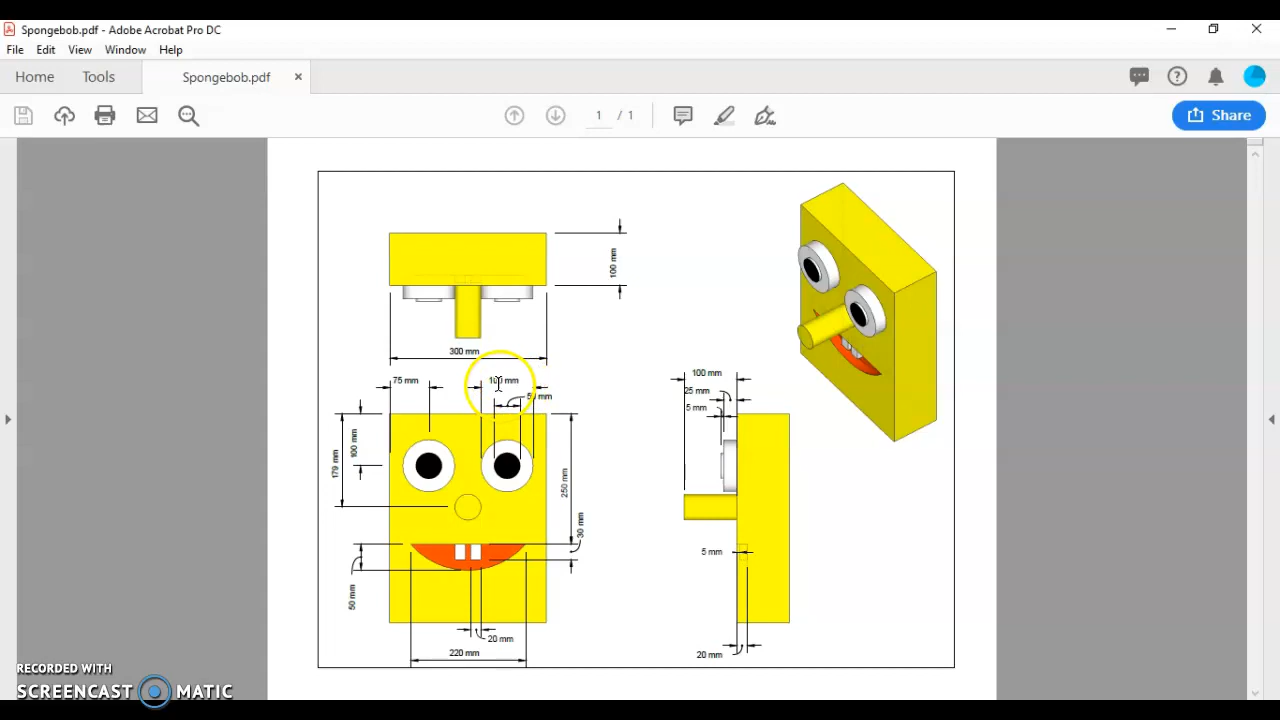 Spongebob.pdf - Adobe Acrobat Pro DC
File Edit View Window Help
Home Tools Spongebob.pdf ×
1 / 1
Share
100 mm
300 mm
75 mm
100 mm
50 mm
100 mm
179 mm
250 mm
30 mm
50 mm
20 mm
220 mm
100 mm
25 mm
5 mm
5 mm
20 mm
RECORDED WITH
SCREENCAST MATIC